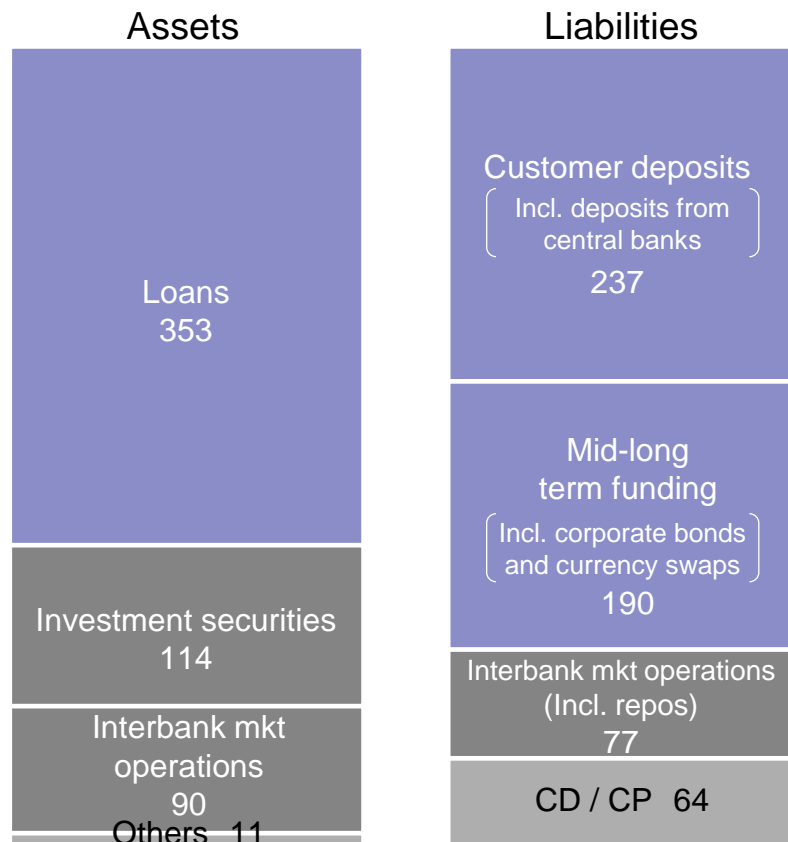 Assets
Loans
353
Investment securities
114
Interbank mkt
operations
90
Others 11
Liabilities
Customer deposits
Incl. deposits from
central banks
237
Mid-long
term funding
Incl. corporate bonds
and currency swaps
190
Interbank mkt operations
(Incl. repos)
77
CD / CP 64